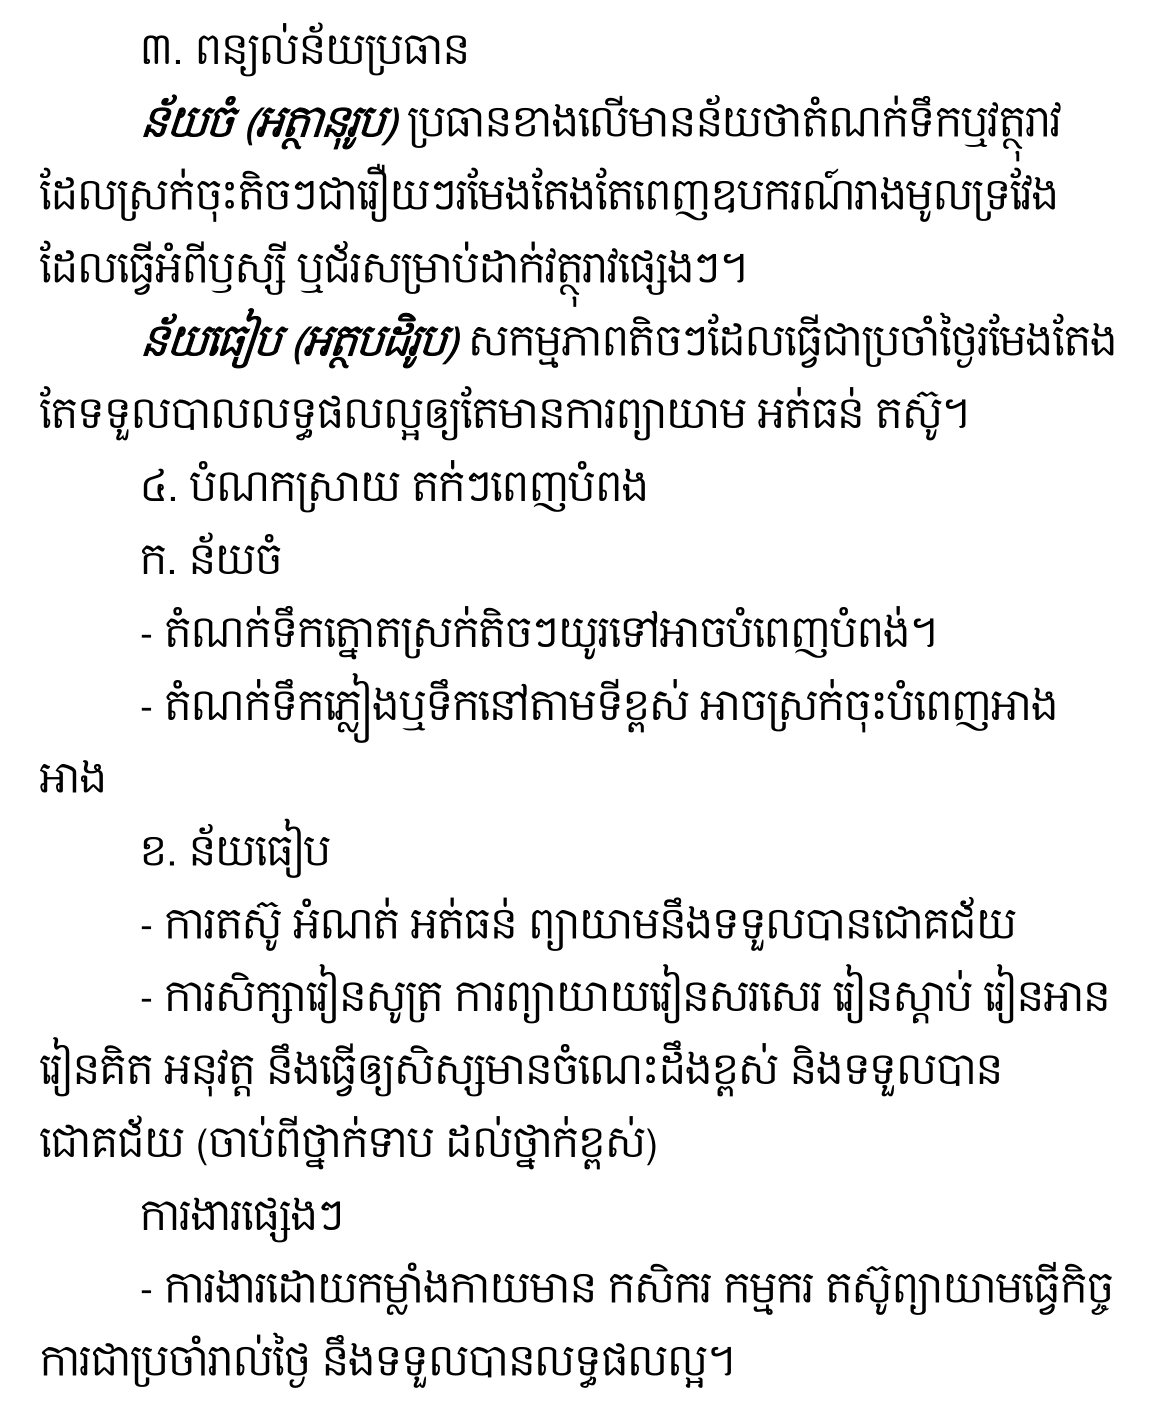 ៣. ពន្យល់ន័យប្រធាន
ន័យចំ (អត្ថានុរូប) ប្រធានខាងលើមានន័យថាតំណក់ទឹកឬវត្ថុរាវ
ដែលស្រក់ចុះតិចៗជារឿយៗរមែងតែងតែពេញឧបករណ៍រាងមូលទ្រវែង
ដែលធ្វើអំពីឫស្សី ឬជ័រសម្រាប់ដាក់វត្ថុរាវផ្សេងៗ។
ន័យធៀប (អត្ថបដិរូប) សកម្មភាពតិចៗដែលធ្វើជាប្រចាំថ្ងៃរមែងតែង
តែទទួលបាលលទ្ធផលល្អឲ្យតែមានការព្យាយាម អត់ធន់ តស៊ូ។
៤. បំណកស្រាយ តក់ៗពេញបំពង
ក. ន័យចំ
- តំណក់ទឹកត្នោតស្រក់តិចៗយូរទៅអាចបំពេញបំពង់។
- តំណក់ទឹកភ្លៀងឬទឹកនៅតាមទីខ្ពស់ អាចស្រក់ចុះបំពេញអាង
អាង
ខ. ន័យធៀប
- ការតស៊ូ អំណត់ អត់ធន់ ព្យាយាមនឹងទទួលបានជោគជ័យ
- ការសិក្សារៀនសូត្រ ការព្យាយាយរៀនសរសេរ រៀនស្តាប់ រៀនអាន
រៀនគិត អនុវត្ត នឹងធ្វើឲ្យសិស្សមានចំណេះដឹងខ្ពស់ និងទទួលបាន
ជោគជ័យ (ចាប់ពីថ្នាក់ទាប ដល់ថ្នាក់ខ្ពស់)
ការងារផ្សេងៗ
- ការងារដោយកម្លាំងកាយមាន កសិករ កម្មករ តស៊ូព្យាយាមធ្វើកិច្ច
ការជាប្រចាំរាល់ថ្ងៃ នឹងទទួលបានលទ្ធផលល្អ។